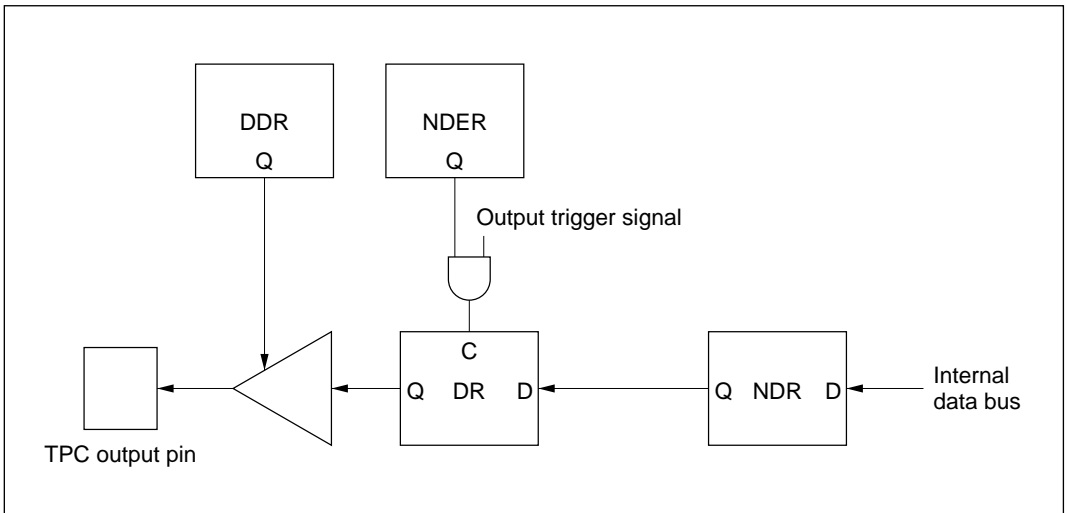 DDR
Q
NDER
Q
Output trigger signal
C
Q DR D
Q NDR D
Internal
data bus
TPC output pin